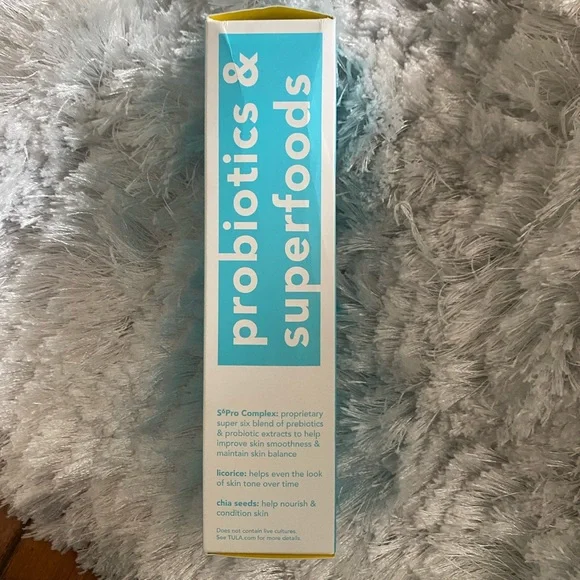 probiotics &
superfoods
S⁶Pro Complex: proprietary
super six blend of prebiotics
& probiotic extracts to help
improve skin smoothness &
maintain skin balance
licorice: helps even the look
of skin tone over time
chia seeds: help nourish &
condition skin
Does not contain live cultures.
See TULA.com for more details.